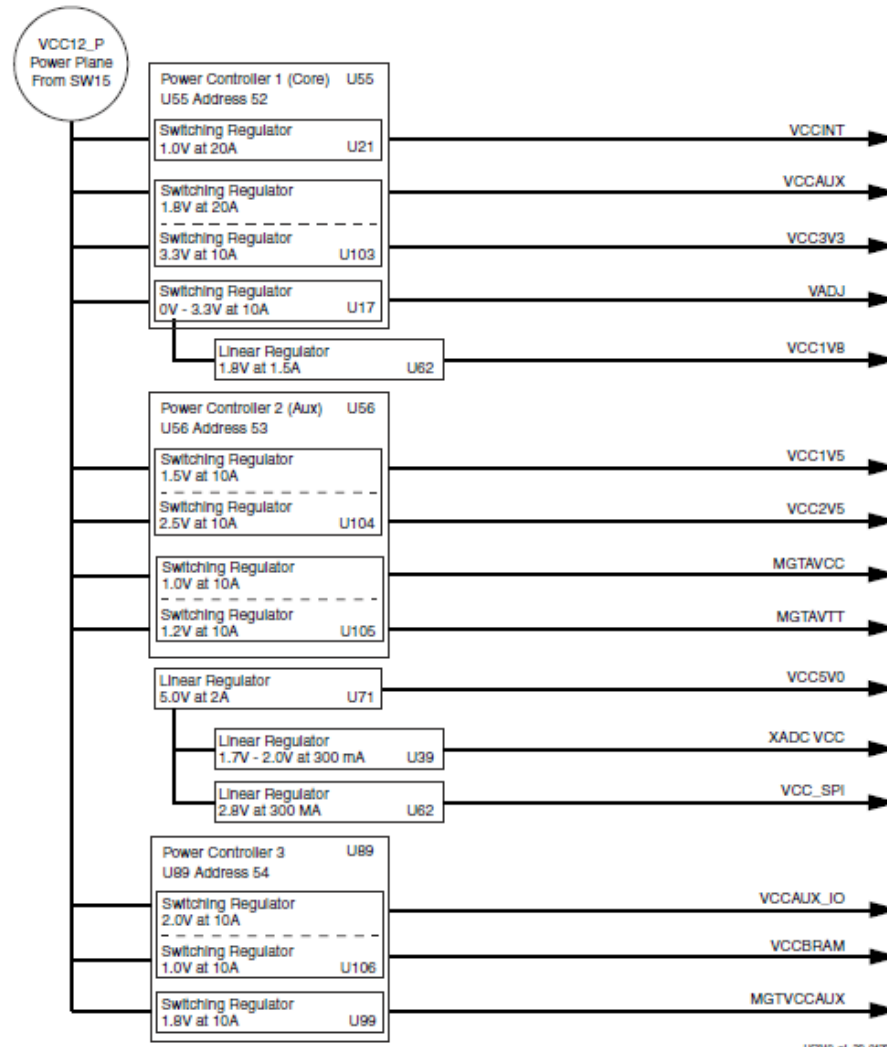 VCC12_P
Power Plane
From SW15
Power Controller 1 (Core) U55
U55 Address 52
Switching Regulator
1.0V at 20A U21
VCCINT
Switching Regulator
1.8V at 20A
VCCAUX
Switching Regulator
3.3V at 10A U103
VCC3V3
Switching Regulator
0V - 3.3V at 10A U17
VADJ
Linear Regulator
1.8V at 1.5A U62
VCC1V8
Power Controller 2 (Aux) U56
U56 Address 53
Switching Regulator
1.5V at 10A
VCC1V5
Switching Regulator
2.5V at 10A U104
VCC2V5
Switching Regulator
1.0V at 10A
MGTAVCC
Switching Regulator
1.2V at 10A U105
MGTAVTT
Linear Regulator
5.0V at 2A U71
VCC5V0
Linear Regulator
1.7V - 2.0V at 300 mA U39
XADC VCC
Linear Regulator
2.8V at 300 MA U62
VCC_SPI
Power Controller 3 U89
U89 Address 54
Switching Regulator
2.0V at 10A
VCCAUX_IO
Switching Regulator
1.0V at 10A U106
VCCBRAM
Switching Regulator
1.8V at 10A U99
MGTVCCAUX